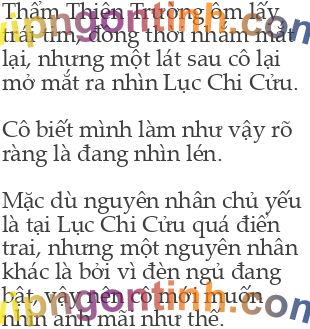 Thẩm Thiên Trường ôm lấy
trái tim, đồng thời nhắm mắt
lại, nhưng một lát sau cô lại
mở mắt ra nhìn Lục Chi Cửu.
Cô biết mình làm như vậy rõ
ràng là đang nhìn lén.
Mặc dù nguyên nhân chủ yếu
là tại Lục Chi Cửu quá điển
trai, nhưng một nguyên nhân
khác là bởi vì đèn ngủ đang
bật, vậy nên cô mới muốn
nhìn anh mãi như thế.
vipngontinh.com
vipngontinh.com